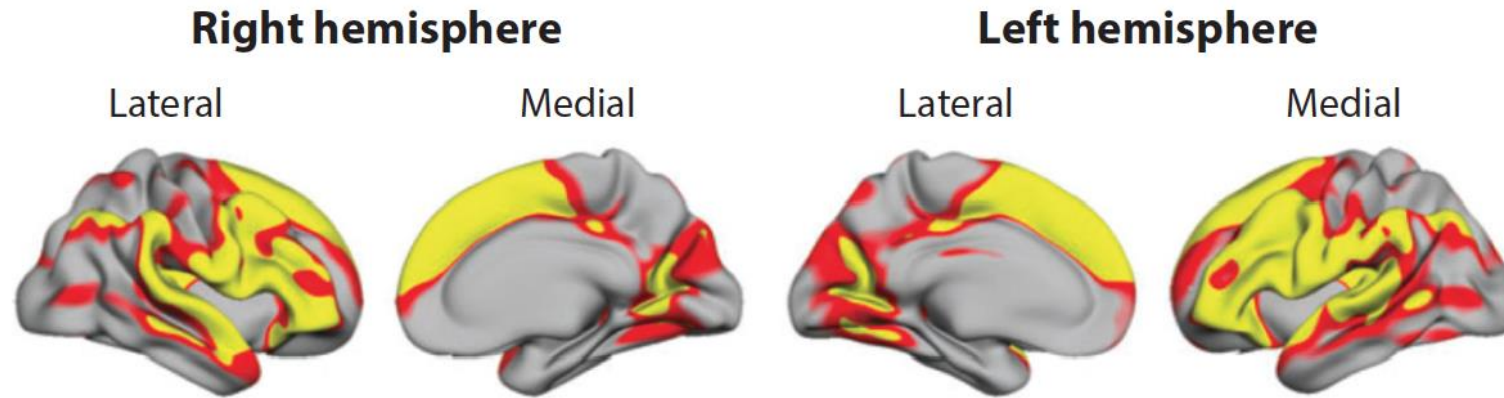 Right hemisphere
Left hemisphere
Lateral
Medial
Lateral
Medial